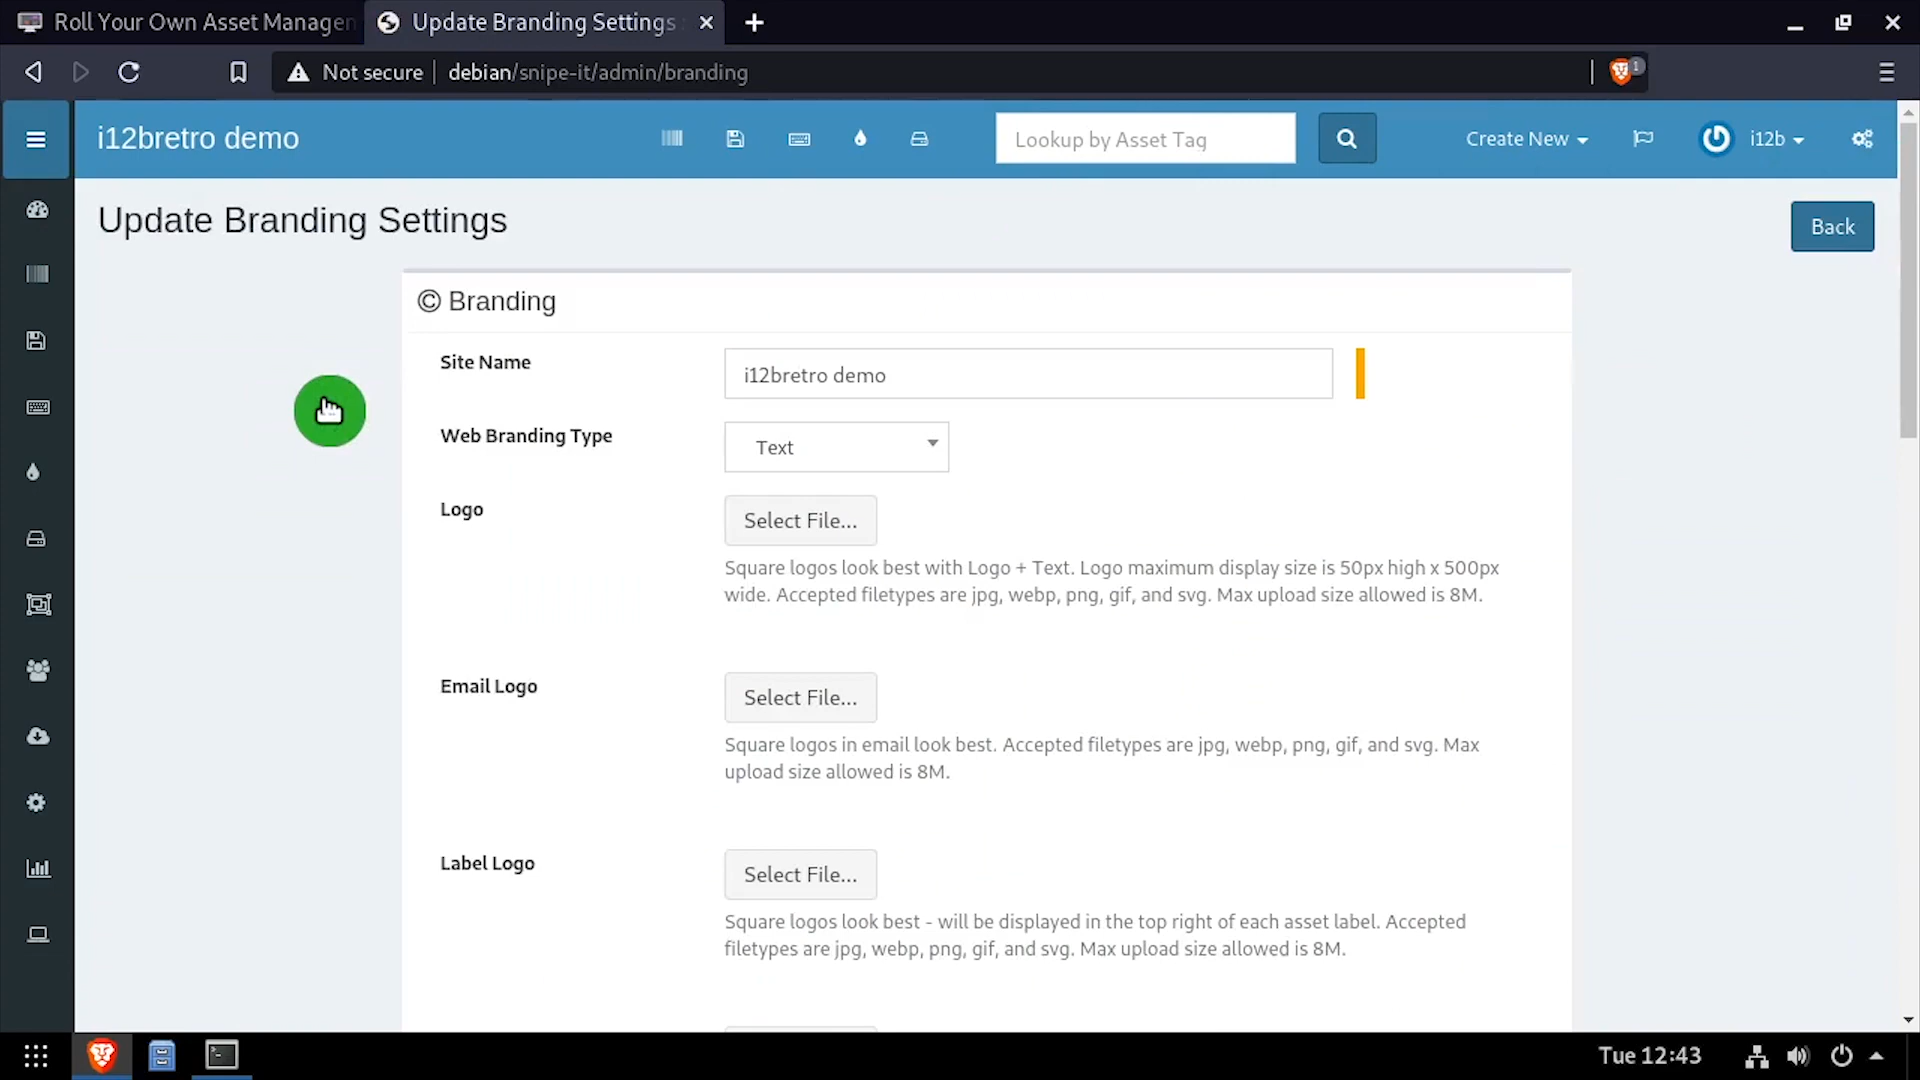 Roll Your Own Asset Managen
Update Branding Settings
Not secure
debian/snipe-it/admin/branding
1
i12bretro demo
Lookup by Asset Tag
Create New
i12b
Update Branding Settings
Back
© Branding
Site Name
i12bretro demo
Web Branding Type
Text
Logo
Select File...
Square logos look best with Logo + Text. Logo maximum display size is 50px high x 500px
wide. Accepted filetypes are jpg, webp, png, gif, and svg. Max upload size allowed is 8M.
Email Logo
Select File...
Square logos in email look best. Accepted filetypes are jpg, webp, png, gif, and svg. Max
upload size allowed is 8M.
Label Logo
Select File...
Square logos look best - will be displayed in the top right of each asset label. Accepted
filetypes are jpg, webp, png, gif, and svg. Max upload size allowed is 8M.
Tue 12:43